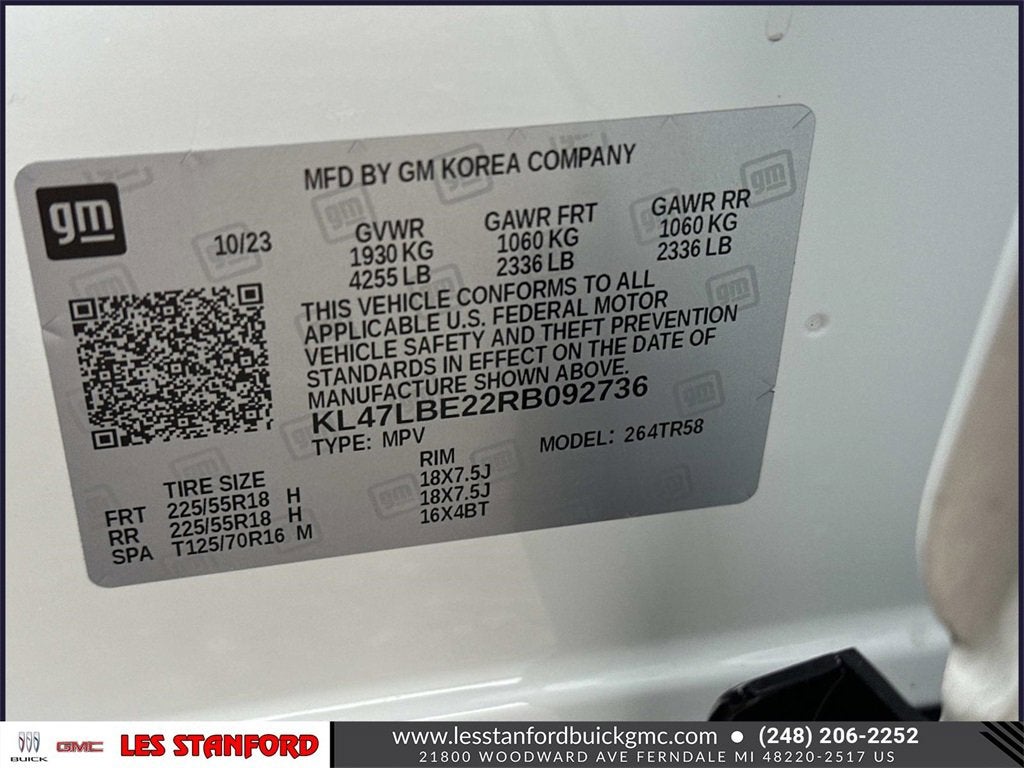 MFD BY GM KOREA COMPANY
gm
10/23
GVWR
1930 KG
4255 LB
GAWR FRT
1060 KG
2336 LB
GAWR RR
1060 KG
2336 LB
THIS VEHICLE CONFORMS TO ALL
APPLICABLE U.S. FEDERAL MOTOR
VEHICLE SAFETY AND THEFT PREVENTION
STANDARDS IN EFFECT ON THE DATE OF
MANUFACTURE SHOWN ABOVE.
KL47LBE22RB092736
TYPE: MPV
MODEL: 264TR58
TIRE SIZE RIM
FRT 225/55R18 H 18X7.5J
RR 225/55R18 H 18X7.5J
SPA T125/70R16 M 16X4BT
BUICK
GMC
LES STANFORD
www.lesstanfordbuickgmc.com • (248) 206-2252
21800 WOODWARD AVE FERNDALE MI 48220-2517 US